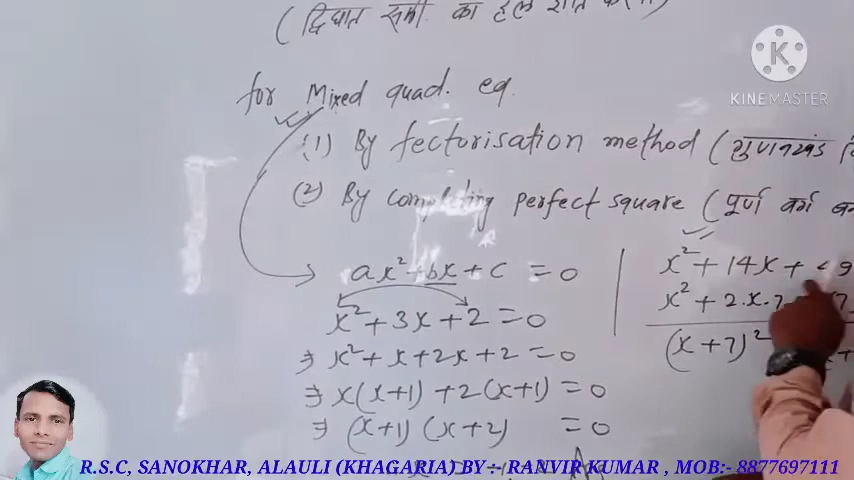 (द्विघात समी. का हल ज्ञात
for Mixed quad. eq.
(1) By fectorisation method (गुणनखंड
(2) By completing perfect square (पूर्ण वर्ग
ax² + bx + c = 0
x² + 3x + 2 = 0
⇒ x² + x + 2x + 2 = 0
⇒ x(x+1) + 2(x+1) = 0
⇒ (x+1) (x+2) = 0
x² + 14x +
x² + 2.x.7
(x+7)²
KINEMASTER
R.S.C, SANOKHAR, ALAULI (KHAGARIA) BY :- RANVIR KUMAR , MOB:- 8877697111